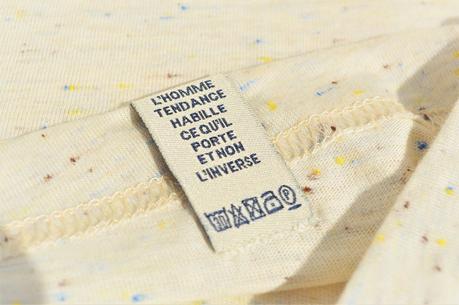 L'HOMME
TENDANCE
HABILLE
CE QU'IL
PORTE
ET NON
L'INVERSE